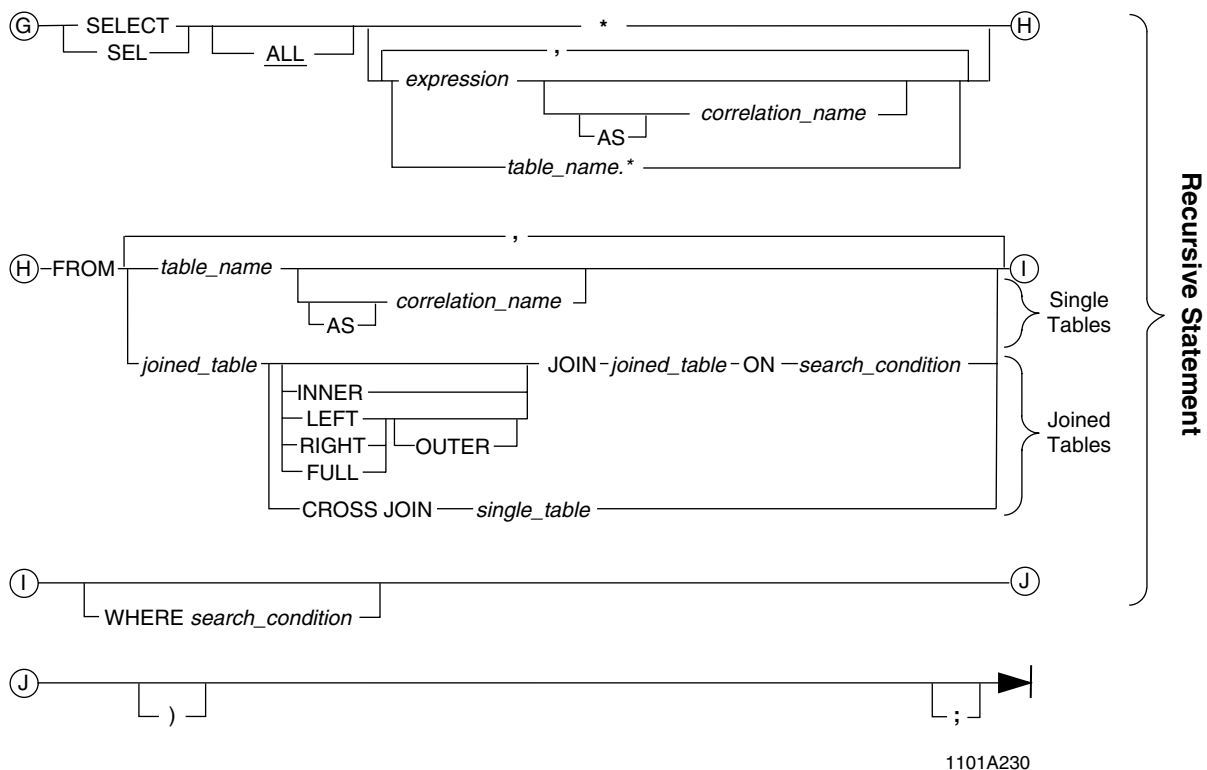 G SELECT * H
SEL ALL ,
expression
AS correlation_name
table_name.*
,
H FROM table_name I
AS correlation_name
Single
Tables
joined_table JOIN joined_table ON search_condition
INNER
LEFT
RIGHT OUTER
FULL
Joined
Tables
CROSS JOIN single_table
I J
WHERE search_condition
Recursive Statement
J
) ;
1101A230